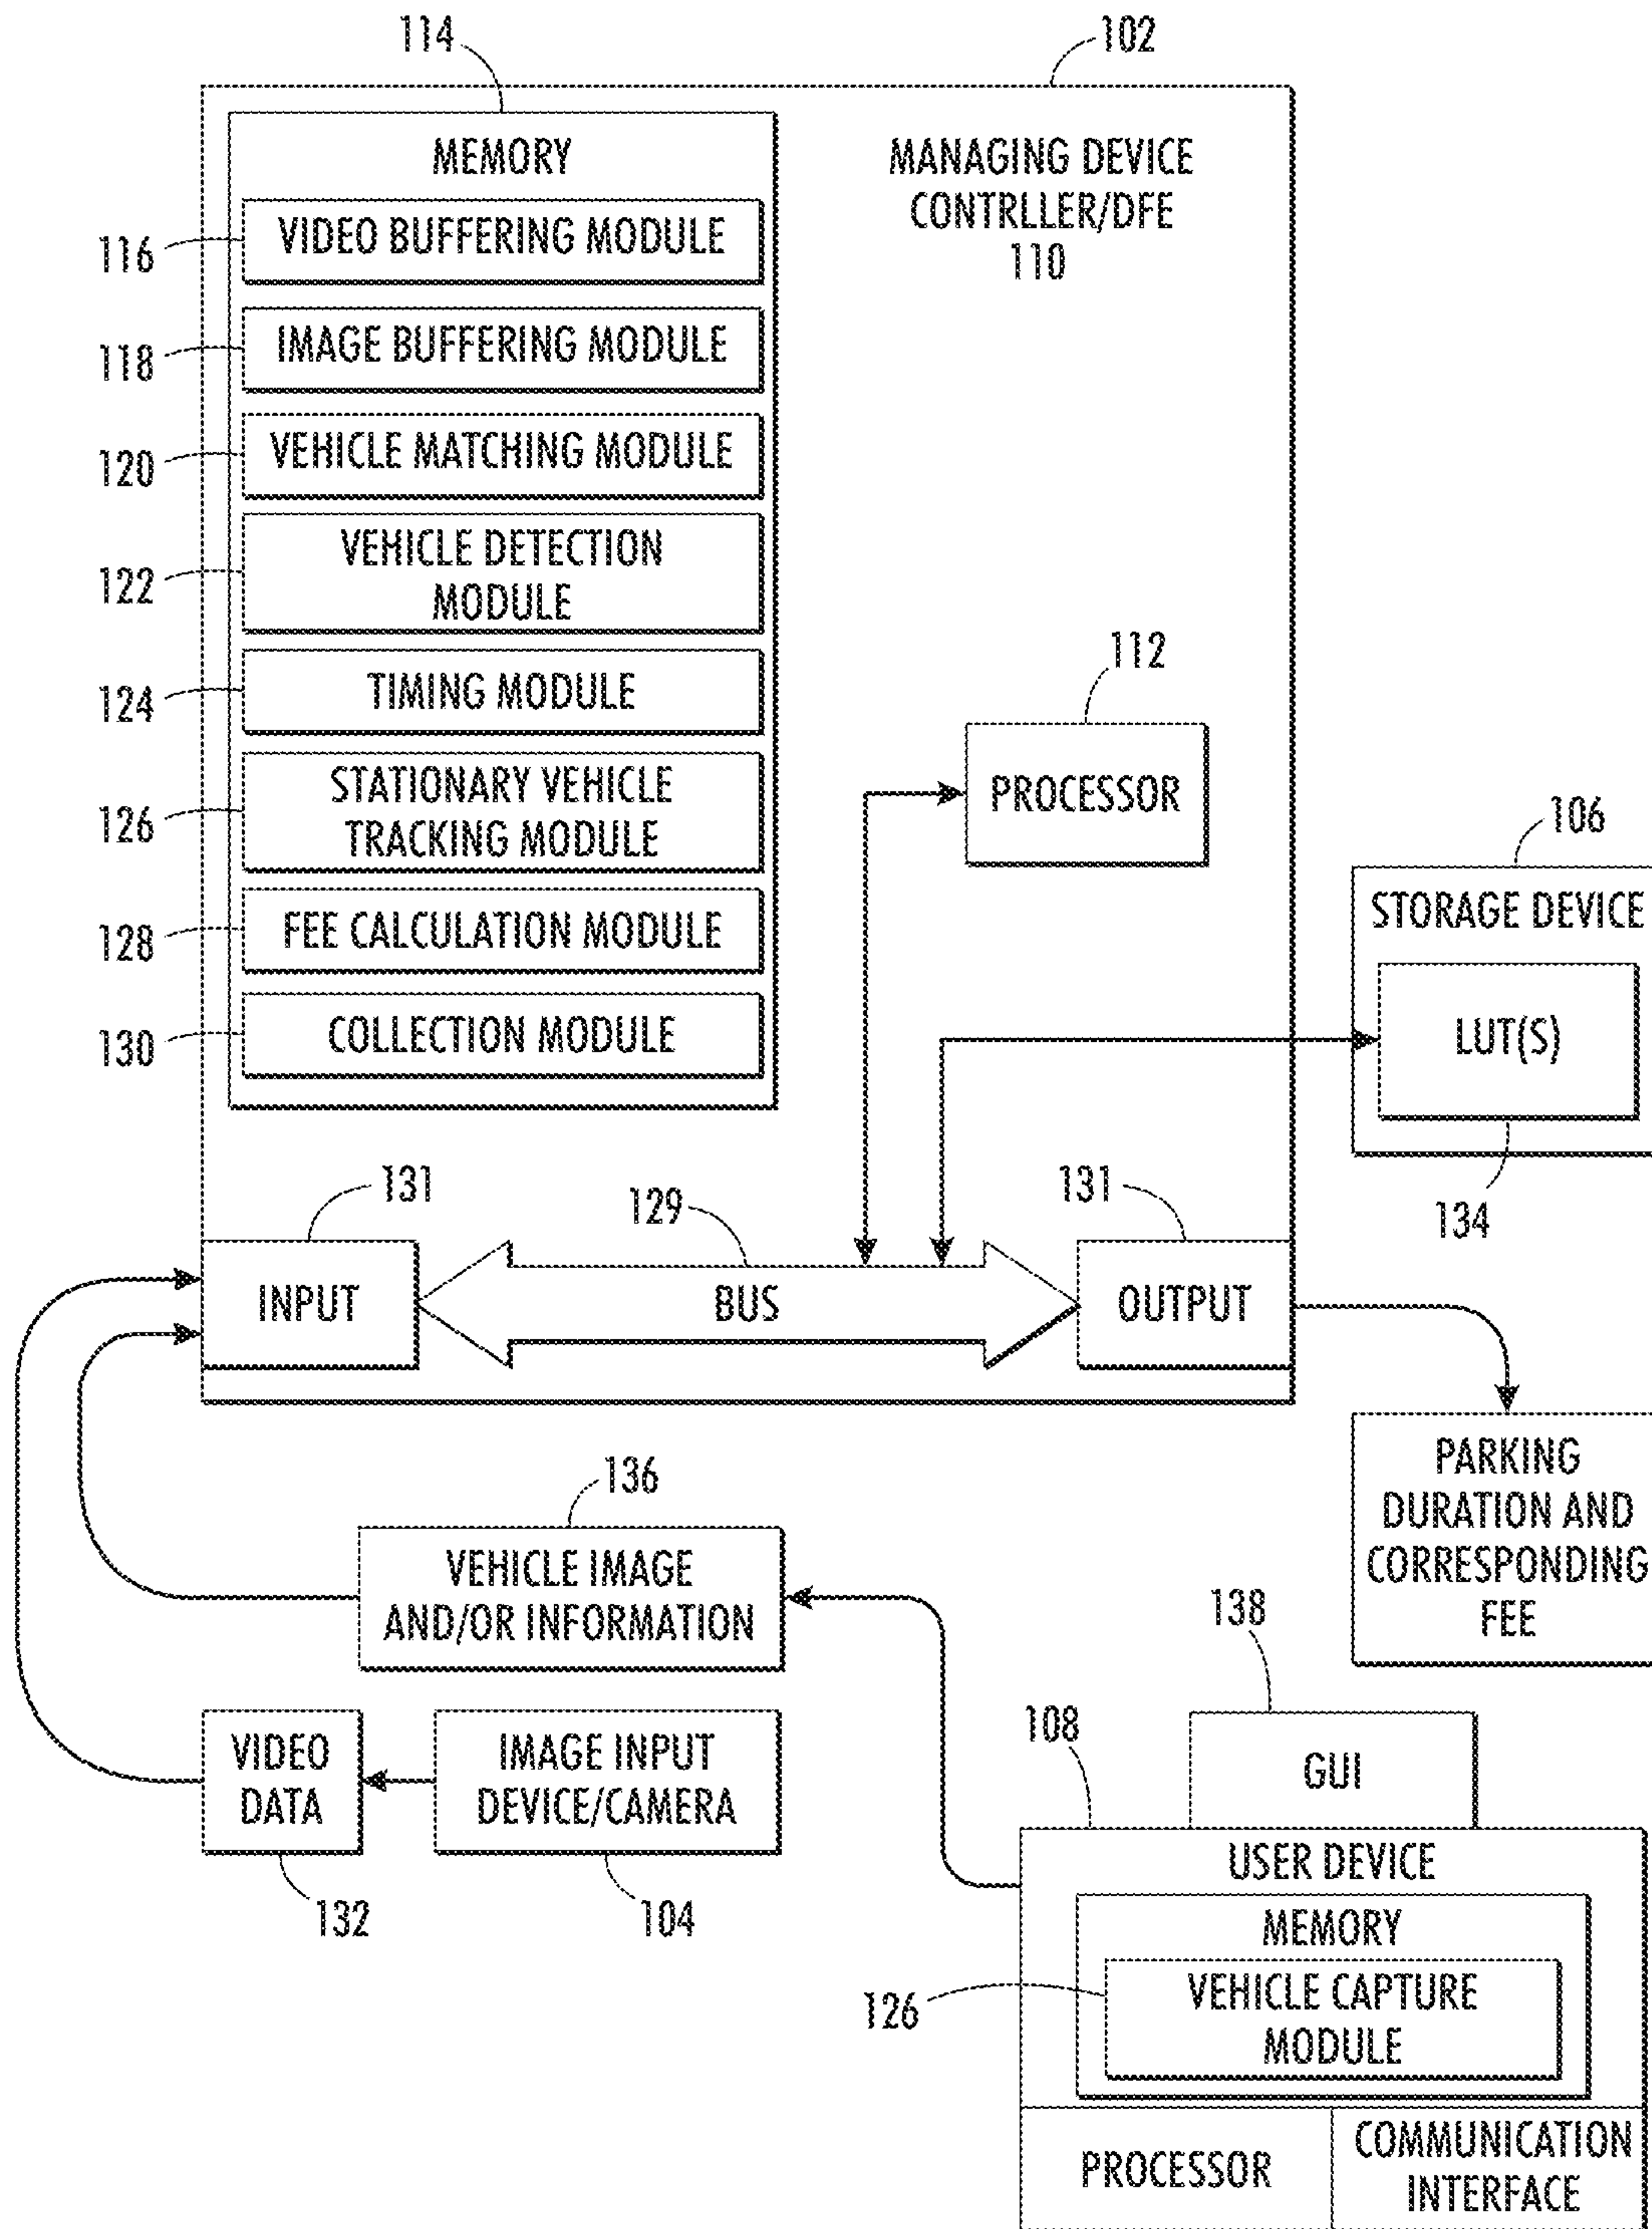 114
102
MEMORY
MANAGING DEVICE
CONTRLLER/DFE
110
116
VIDEO BUFFERING MODULE
118
IMAGE BUFFERING MODULE
120
VEHICLE MATCHING MODULE
122
VEHICLE DETECTION
MODULE
124
TIMING MODULE
126
STATIONARY VEHICLE
TRACKING MODULE
128
FEE CALCULATION MODULE
130
COLLECTION MODULE
112
PROCESSOR
106
STORAGE DEVICE
LUT(S)
134
131
129
131
INPUT
BUS
OUTPUT
PARKING
DURATION AND
CORRESPONDING
FEE
136
VEHICLE IMAGE
AND/OR INFORMATION
VIDEO
DATA
132
IMAGE INPUT
DEVICE/CAMERA
104
138
108
GUI
USER DEVICE
MEMORY
126
VEHICLE CAPTURE
MODULE
PROCESSOR
COMMUNICATION
INTERFACE